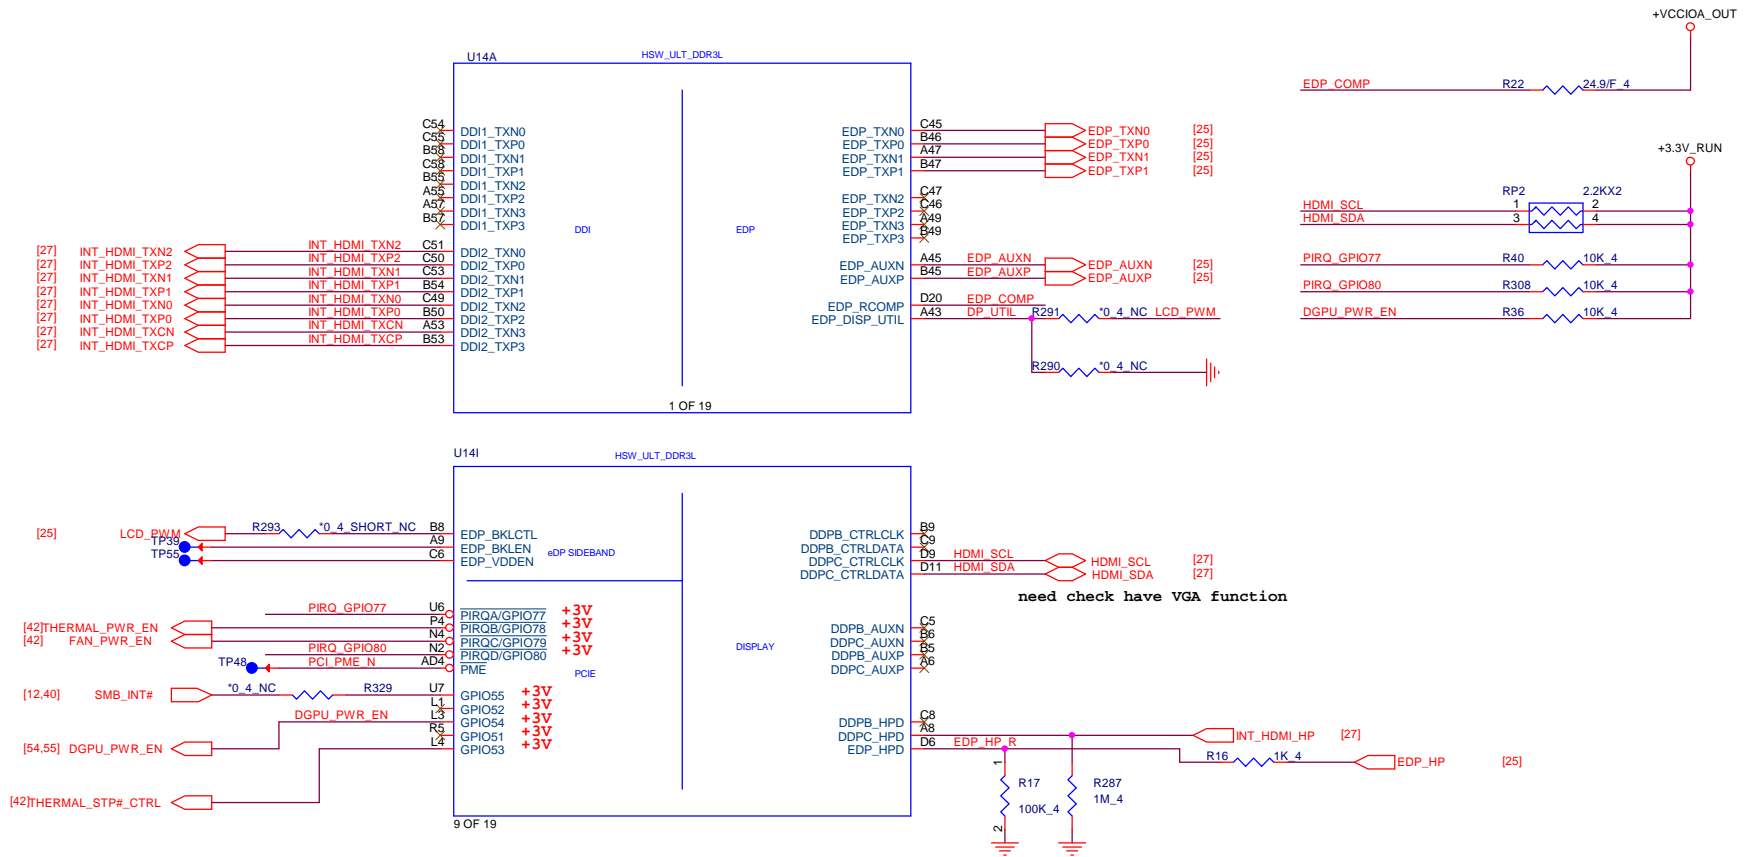 +VCCIOA_OUT
EDP_COMP R22 24.9/F_4
+3.3V_RUN
RP2 2.2KX2
HDMI_SCL 1 2
HDMI_SDA 3 4
PIRQ_GPIO77 R40 10K_4
PIRQ_GPIO80 R308 10K_4
DGPU_PWR_EN R36 10K_4
U14A HSW_ULT_DDR3L
C54 DDI1_TXN0
C55 DDI1_TXP0
B58 DDI1_TXN1
C58 DDI1_TXP1
B55 DDI1_TXN2
A55 DDI1_TXP2
A57 DDI1_TXN3
B57 DDI1_TXP3
DDI EDP
[27] INT_HDMI_TXN2 INT_HDMI_TXN2 C51 DDI2_TXN0
[27] INT_HDMI_TXP2 INT_HDMI_TXP2 C50 DDI2_TXP0
[27] INT_HDMI_TXN1 INT_HDMI_TXN1 C53 DDI2_TXN1
[27] INT_HDMI_TXP1 INT_HDMI_TXP1 B54 DDI2_TXP1
[27] INT_HDMI_TXN0 INT_HDMI_TXN0 C49 DDI2_TXN2
[27] INT_HDMI_TXP0 INT_HDMI_TXP0 B50 DDI2_TXP2
[27] INT_HDMI_TXCN INT_HDMI_TXCN A53 DDI2_TXN3
[27] INT_HDMI_TXCP INT_HDMI_TXCP B53 DDI2_TXP3
EDP_TXN0 C45 EDP_TXN0 [25]
EDP_TXP0 B46 EDP_TXP0 [25]
EDP_TXN1 A47 EDP_TXN1 [25]
EDP_TXP1 B47 EDP_TXP1 [25]
EDP_TXN2 C47
EDP_TXP2 C46
EDP_TXN3 A49
EDP_TXP3 B49
EDP_AUXN A45 EDP_AUXN EDP_AUXN [25]
EDP_AUXP B45 EDP_AUXP EDP_AUXP [25]
EDP_RCOMP D20 EDP_COMP
EDP_DISP_UTIL A43 DP_UTIL R291 *0_4_NC LCD_PWM
R290 *0_4_NC
1 OF 19
U14I HSW_ULT_DDR3L
[25] LCD_PWM R293 *0_4_SHORT_NC B8 EDP_BKLCTL
TP39 A9 EDP_BKLEN
TP55 C6 EDP_VDDEN
eDP SIDEBAND
PIRQ_GPIO77 U6 PIRQA/GPIO77 +3V
[42] THERMAL_PWR_EN P4 PIRQB/GPIO78 +3V
[42] FAN_PWR_EN N4 PIRQC/GPIO79 +3V
PIRQ_GPIO80 N2 PIRQD/GPIO80 +3V
TP48 PCI_PME_N AD4 PME
PCIE DISPLAY
[12,40] SMB_INT# *0_4_NC R329 U7 GPIO55 +3V
L1 GPIO52 +3V
DGPU_PWR_EN L3 GPIO54 +3V
R5 GPIO51 +3V
L4 GPIO53 +3V
[54,55] DGPU_PWR_EN
[42] THERMAL_STP#_CTRL
DDPB_CTRLCLK B9
DDPB_CTRLDATA C9
DDPC_CTRLCLK D9 HDMI_SCL HDMI_SCL [27]
DDPC_CTRLDATA D11 HDMI_SDA HDMI_SDA [27]
need check have VGA function
DDPB_AUXN C5
DDPC_AUXN B6
DDPB_AUXP B5
DDPC_AUXP A6
DDPB_HPD C8
DDPC_HPD A8 INT_HDMI_HP [27]
EDP_HPD D6 EDP_HP_R R16 1K_4 EDP_HP [25]
1 R17 100K_4 2
R287 1M_4
9 OF 19